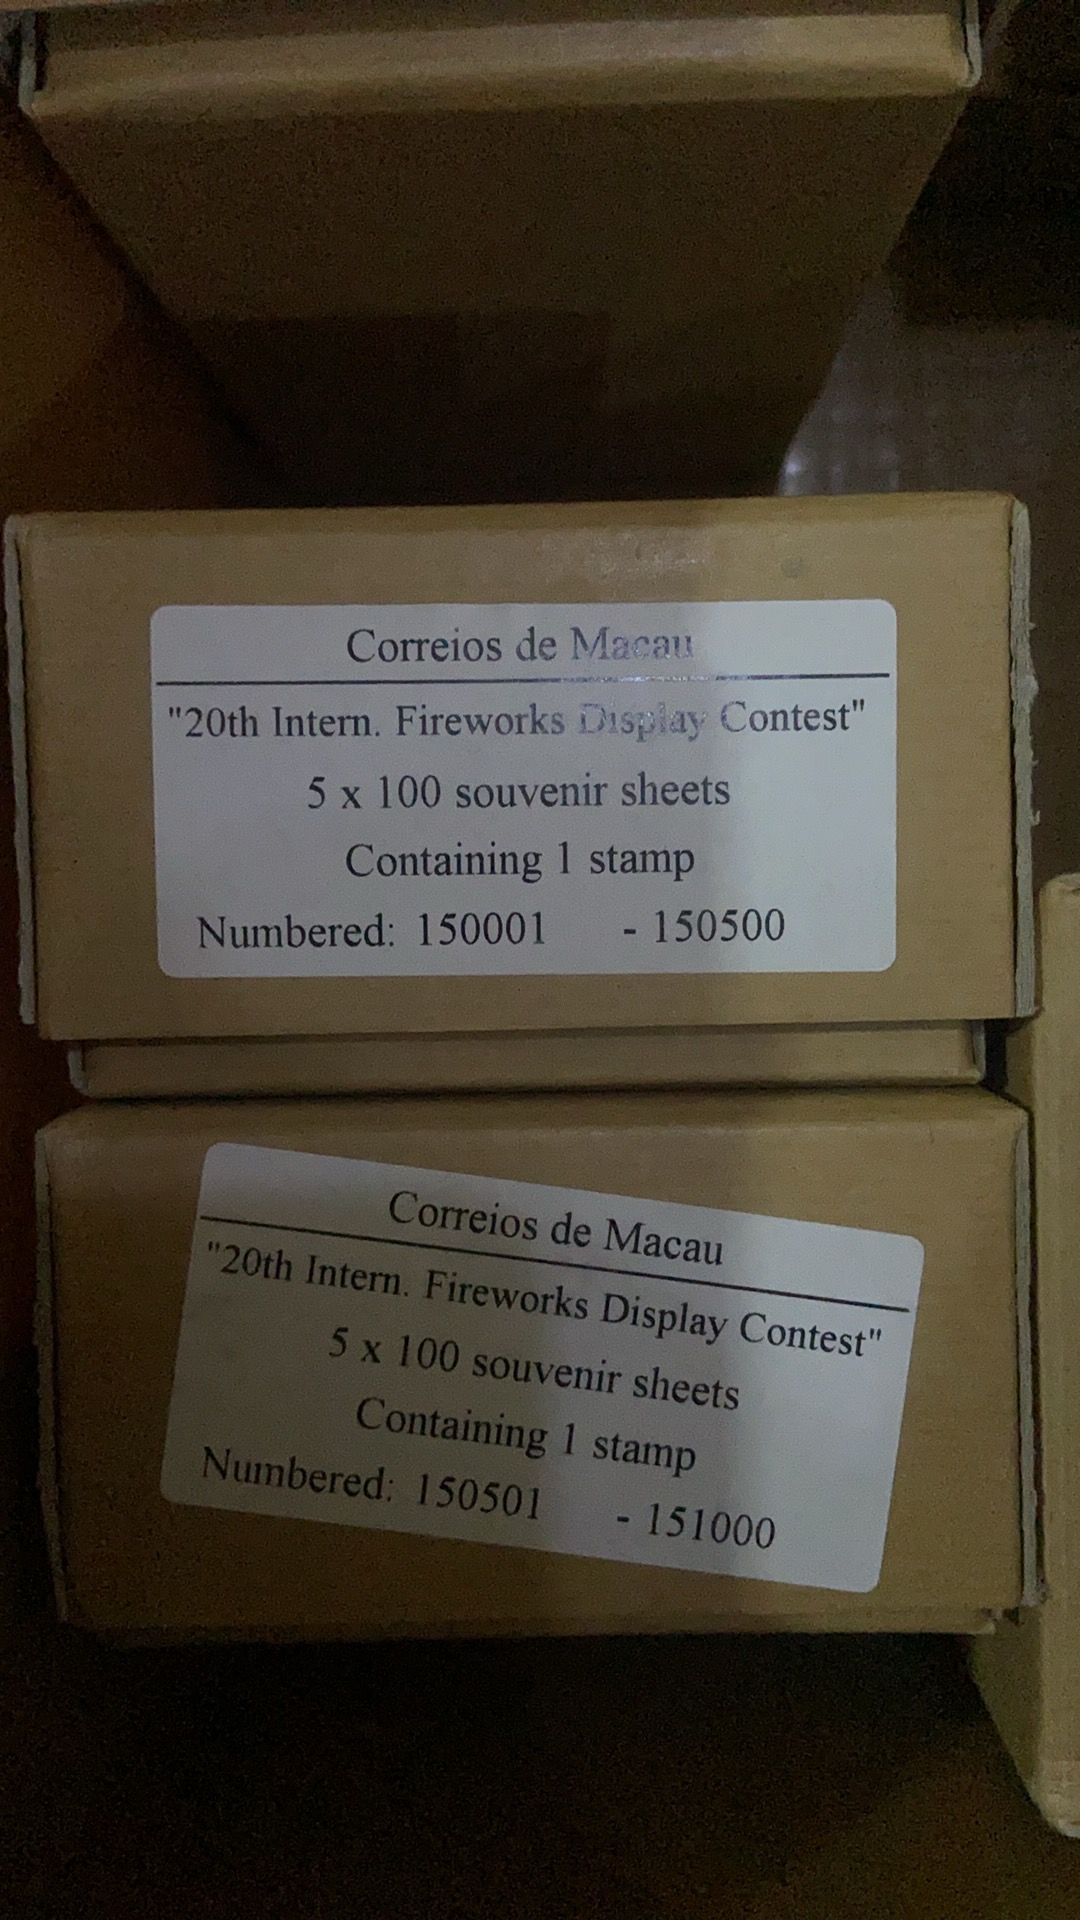 Correios de Macau
"20th Intern. Fireworks Display Contest"
5 x 100 souvenir sheets
Containing 1 stamp
Numbered: 150001 - 150500
Correios de Macau
"20th Intern. Fireworks Display Contest"
5 x 100 souvenir sheets
Containing 1 stamp
Numbered: 150501 - 151000